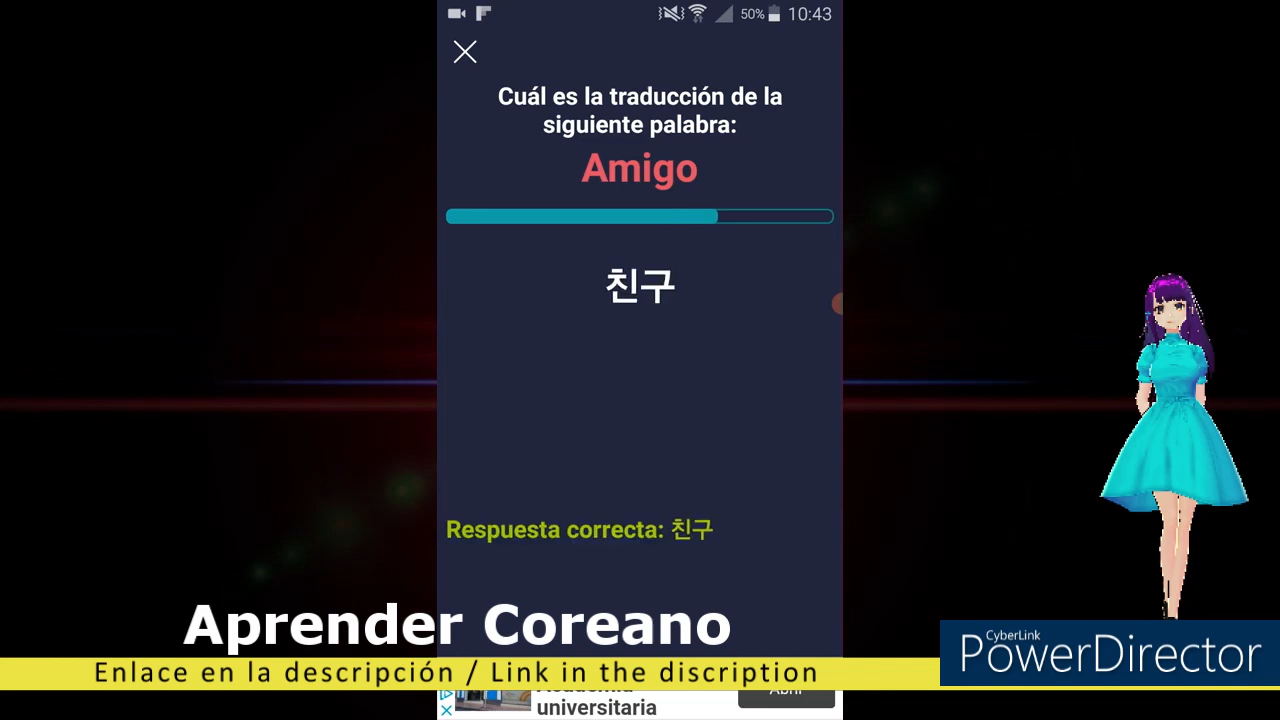 50% 10:43
Cuál es la traducción de la
siguiente palabra:
Amigo
친구
Respuesta correcta: 친구
Aprender Coreano
Enlace en la descripción / Link in the discription
CyberLink
PowerDirector
universitaria